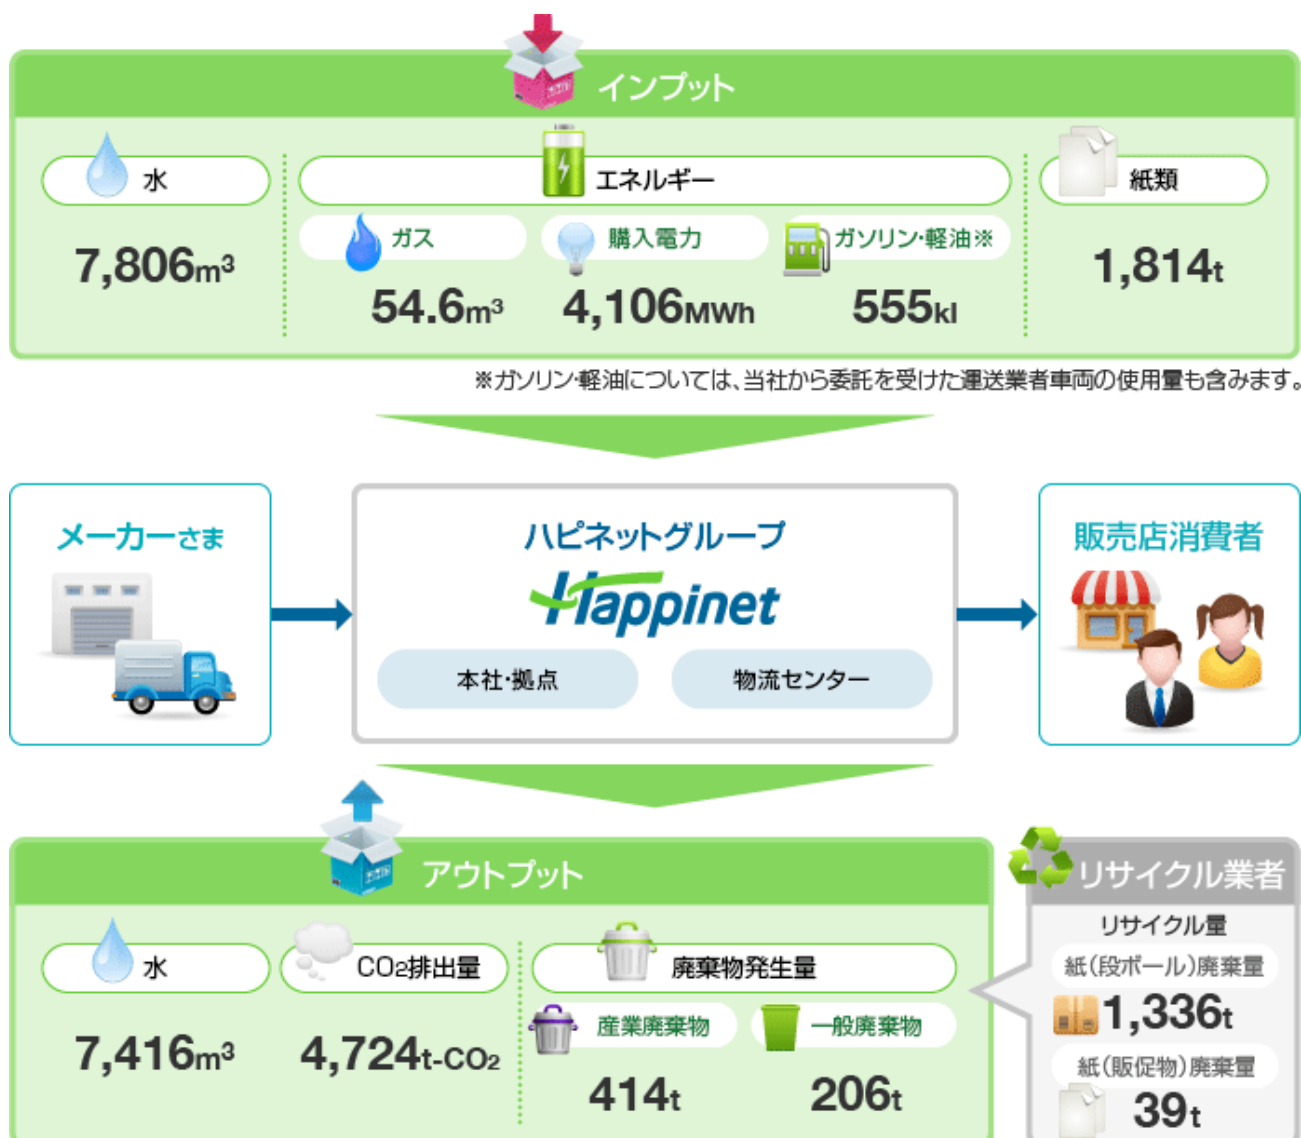 インプット
水
7,806m³
エネルギー
ガス
54.6m³
購入電力
4,106MWh
ガソリン・軽油※
555kl
紙類
1,814t
※ガソリン・軽油については、当社から委託を受けた運送業者車両の使用量も含みます。
メーカーさま
ハピネットグループ
Happinet
本社・拠点
物流センター
販売店消費者
アウトプット
水
7,416m³
CO₂排出量
4,724t-CO₂
廃棄物発生量
産業廃棄物
414t
一般廃棄物
206t
リサイクル業者
リサイクル量
紙（段ボール）廃棄量
1,336t
紙（販促物）廃棄量
39t